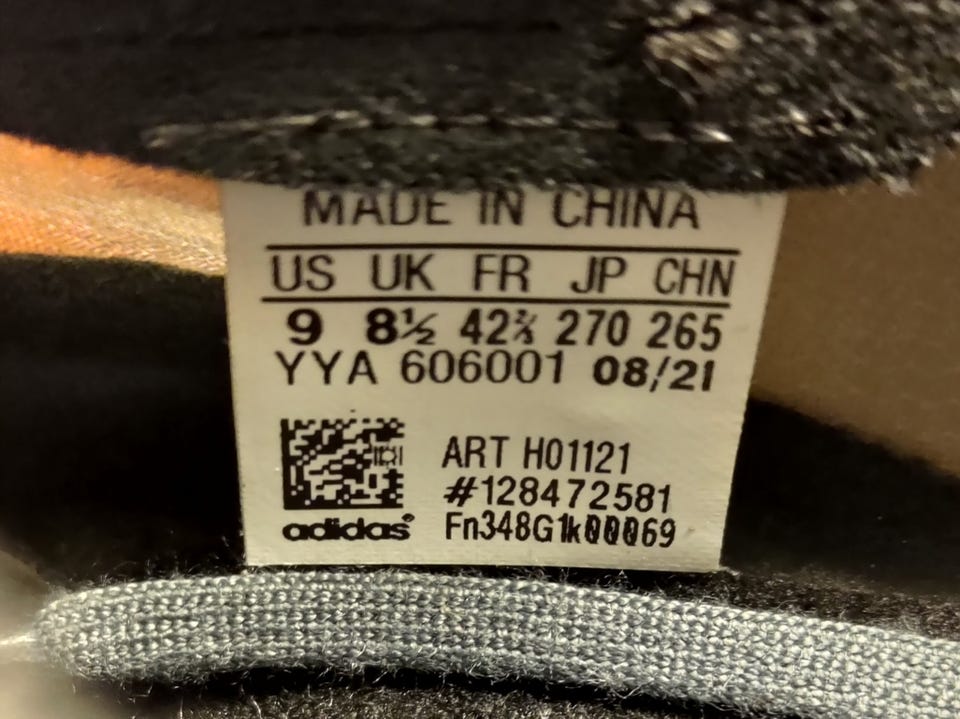 MADE IN CHINA
US UK FR JP CHN
9 8½ 42⅔ 270 265
YYA 606001 08/21
ART H01121
#128472581
adidas Fn348G1k00069